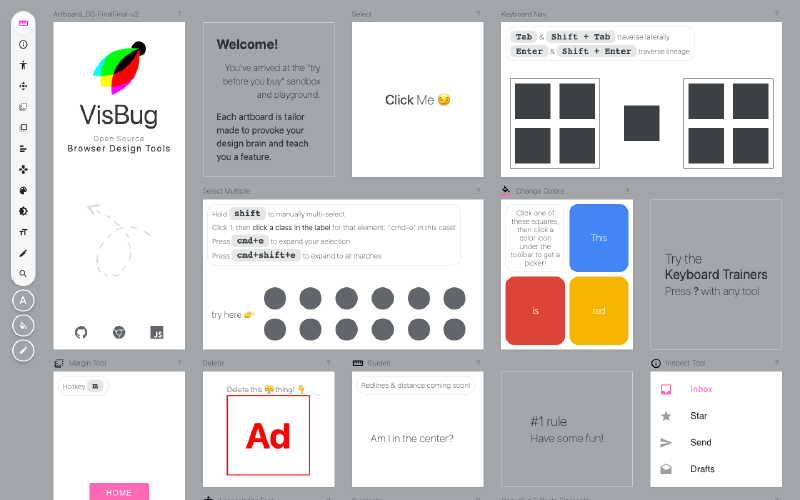 Artboard_00-FinalFinal-v2
?
VisBug
Open Source
Browser Design Tools
JS
A
Welcome!
You've arrived at the "try
before you buy" sandbox
and playground.
Each artboard is tailor
made to provoke your
design brain and teach
you a feature.
Select
?
Click Me 😏
Keyboard Nav
?
Tab & Shift + Tab traverse laterally
Enter & Shift + Enter traverse lineage
Select Multiple
?
Hold shift to manually multi-select
Click 1, then click a class in the label for that element: "cmd-e" in this case!
Press cmd+e to expand your selection
Press cmd+shift+e to expand to all matches
try here 👉
Change Colors
?
Click one of
these squares,
then click a
color icon
under the
toolbar to get a
picker!
This
is
rad
Try the
Keyboard Trainers
Press ? with any tool
Margin Tool
?
Hotkey m
HOME
Delete
?
Delete this 😤 thing! 👇
Ad
Guides
?
Redlines & distance coming soon!
Am I in the center?
#1 rule
Have some fun!
Inspect Tool
?
Inbox
Star
Send
Drafts